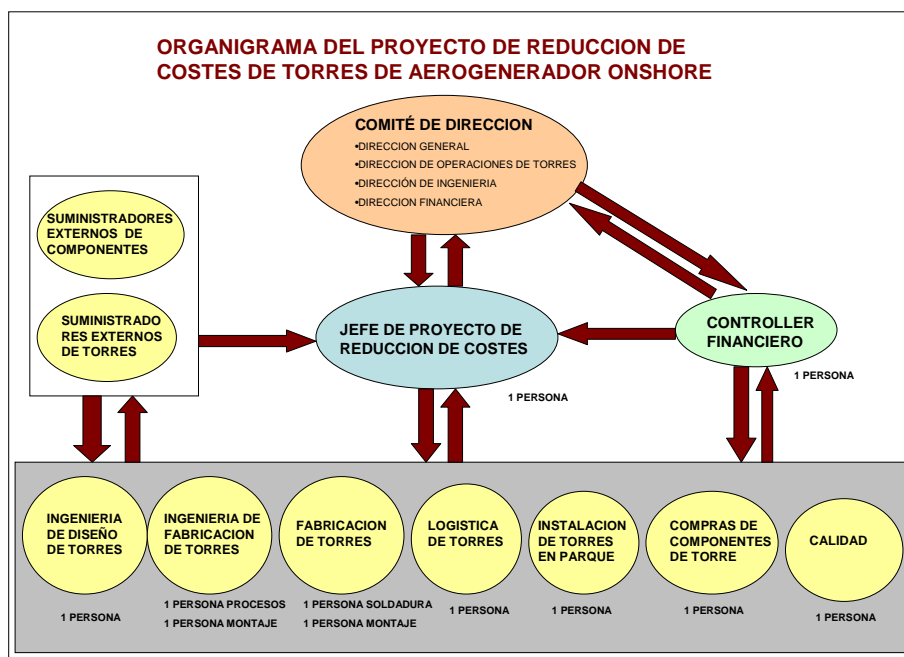 ORGANIGRAMA DEL PROYECTO DE REDUCCION DE
COSTES DE TORRES DE AEROGENERADOR ONSHORE
COMITÉ DE DIRECCION
•DIRECCION GENERAL
•DIRECCION DE OPERACIONES DE TORRES
•DIRECCIÓN DE INGENIERIA
•DIRECCION FINANCIERA
SUMINISTRADORES
EXTERNOS DE
COMPONENTES
SUMINISTRADO
RES EXTERNOS
DE TORRES
JEFE DE PROYECTO DE
REDUCCION DE COSTES
1 PERSONA
CONTROLLER
FINANCIERO
1 PERSONA
INGENIERIA
DE DISEÑO
DE TORRES
1 PERSONA
INGENIERIA DE
FABRICACION
DE TORRES
1 PERSONA PROCESOS
1 PERSONA MONTAJE
FABRICACION
DE TORRES
1 PERSONA SOLDADURA
1 PERSONA MONTAJE
LOGISTICA
DE TORRES
1 PERSONA
INSTALACION
DE TORRES
EN PARQUE
1 PERSONA
COMPRAS DE
COMPONENTES
DE TORRE
1 PERSONA
CALIDAD
1 PERSONA